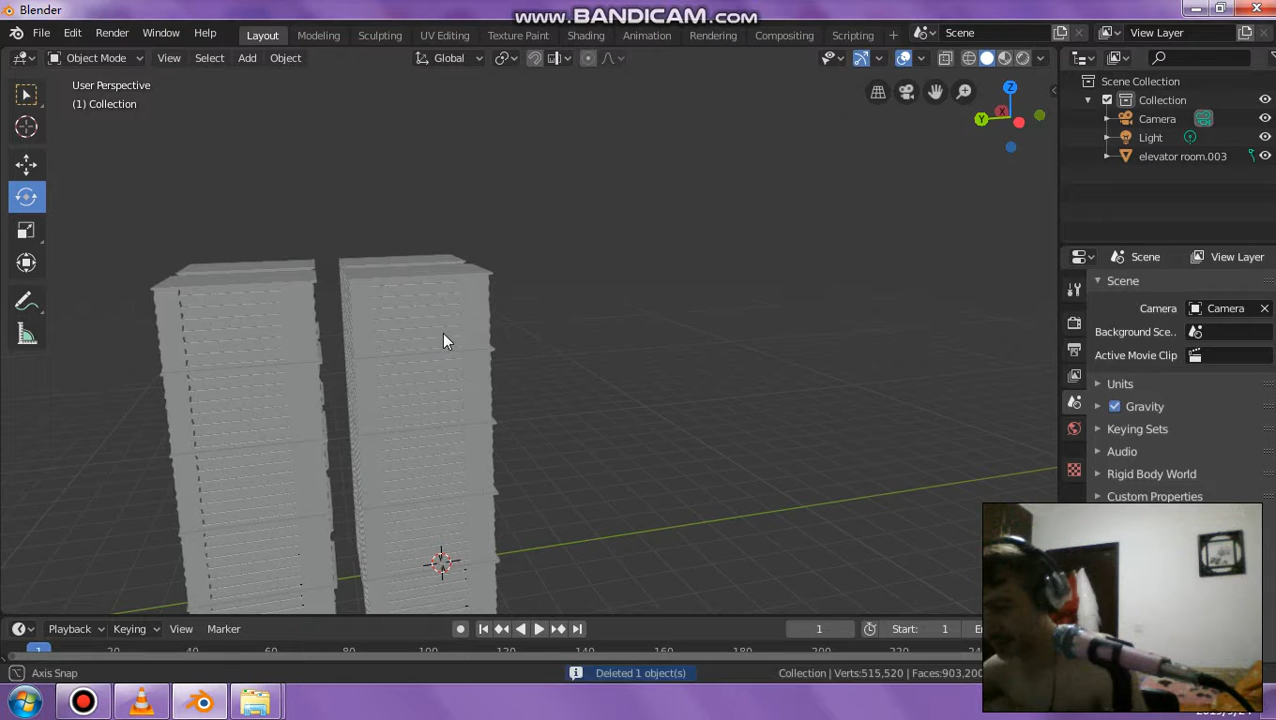 Blender
www.BANDICAM.com
File Edit Render Window Help
Layout Modeling Sculpting UV Editing Texture Paint Shading Animation Rendering Compositing Scripting +
Scene
View Layer
Object Mode View Select Add Object
Global
User Perspective
(1) Collection
Z
X
Y
Scene Collection
Collection
Camera
Light
elevator room.003
Scene View Layer
Scene
Camera Camera
Background Sce..
Active Movie Clip
Units
Gravity
Keying Sets
Audio
Rigid Body World
Custom Properties
Playback Keying View Marker
1 Start: 1
1 20 40 60 80 100 120 140 160 180 200 220
Axis Snap
Deleted 1 object(s)
Collection | Verts:515,520 | Faces:903,200